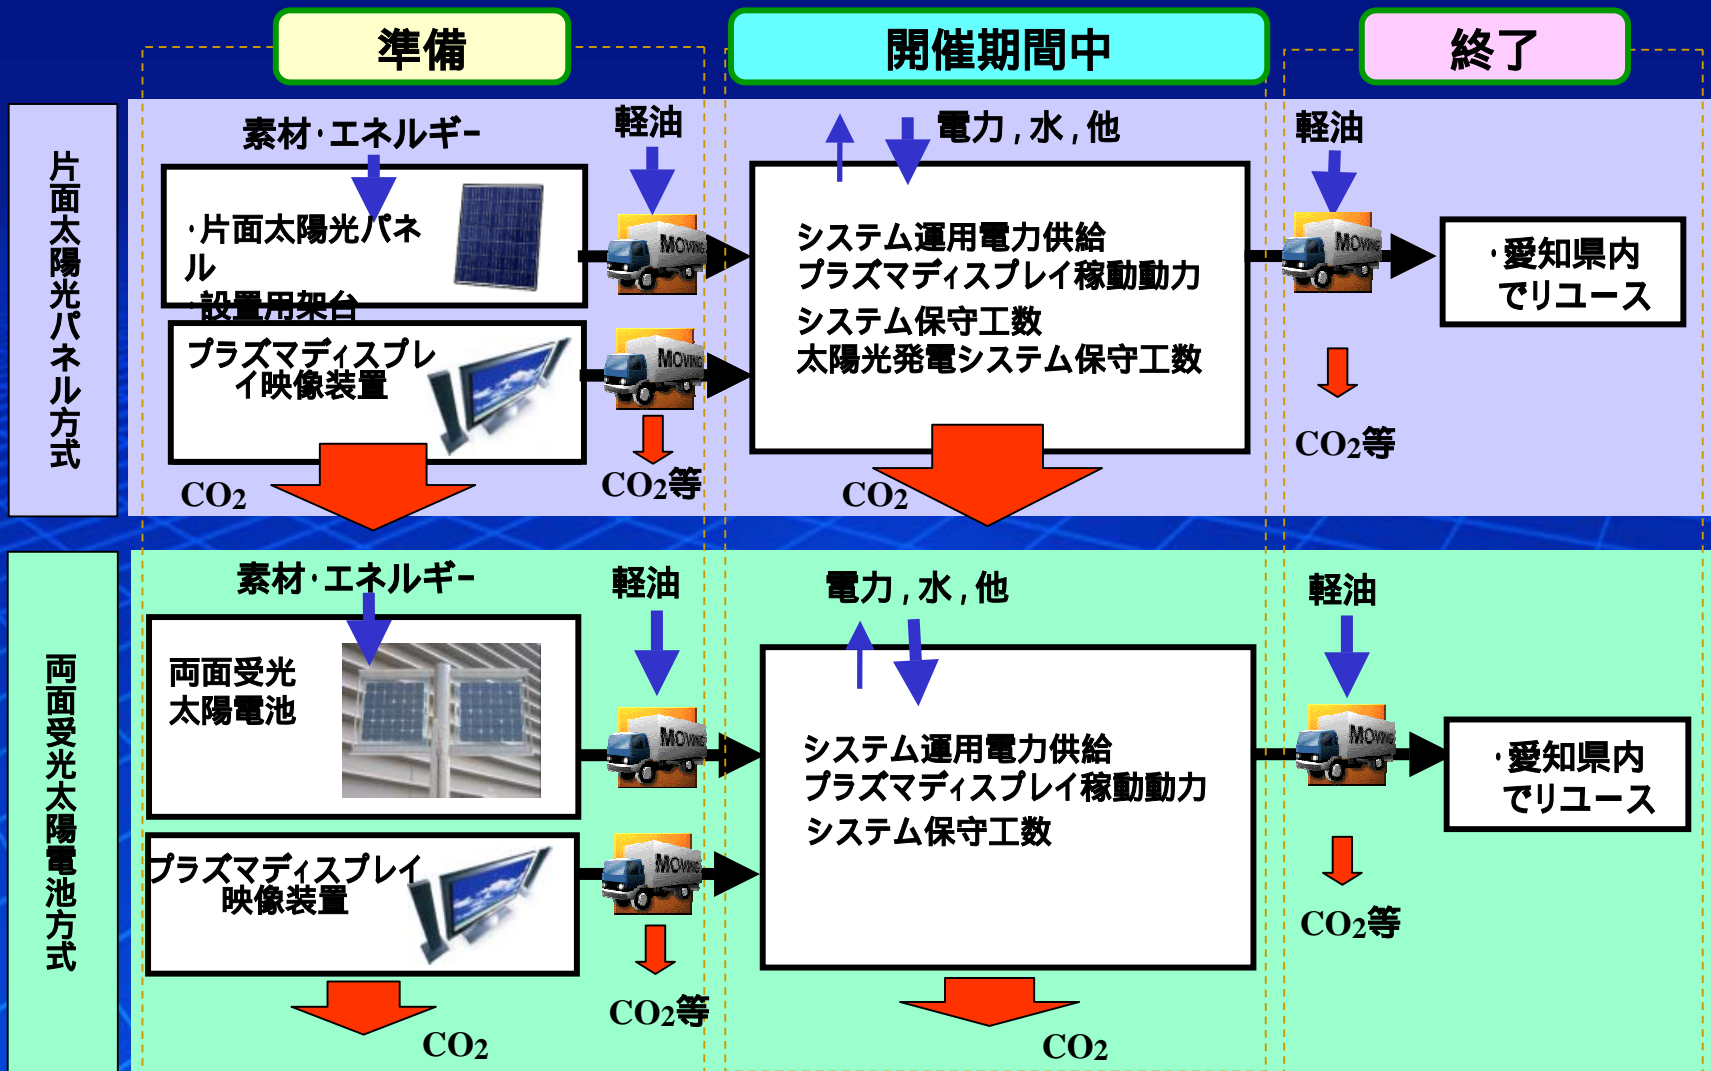 準備
開催期間中
終了
片面太陽光パネル方式
素材・エネルギー
軽油
電力,水,他
軽油
・片面太陽光パネ
ル
・設置用架台
MOVING
プラズマディスプレ
イ映像装置
MOVING
システム運用電力供給
プラズマディスプレイ稼動動力
システム保守工数
太陽光発電システム保守工数
MOVING
・愛知県内
でリユース
CO2
CO2等
CO2
CO2等
両面受光太陽電池方式
素材・エネルギー
軽油
電力,水,他
軽油
両面受光
太陽電池
MOVING
プラズマディスプレイ
映像装置
MOVING
システム運用電力供給
プラズマディスプレイ稼動動力
システム保守工数
MOVING
・愛知県内
でリユース
CO2
CO2等
CO2
CO2等